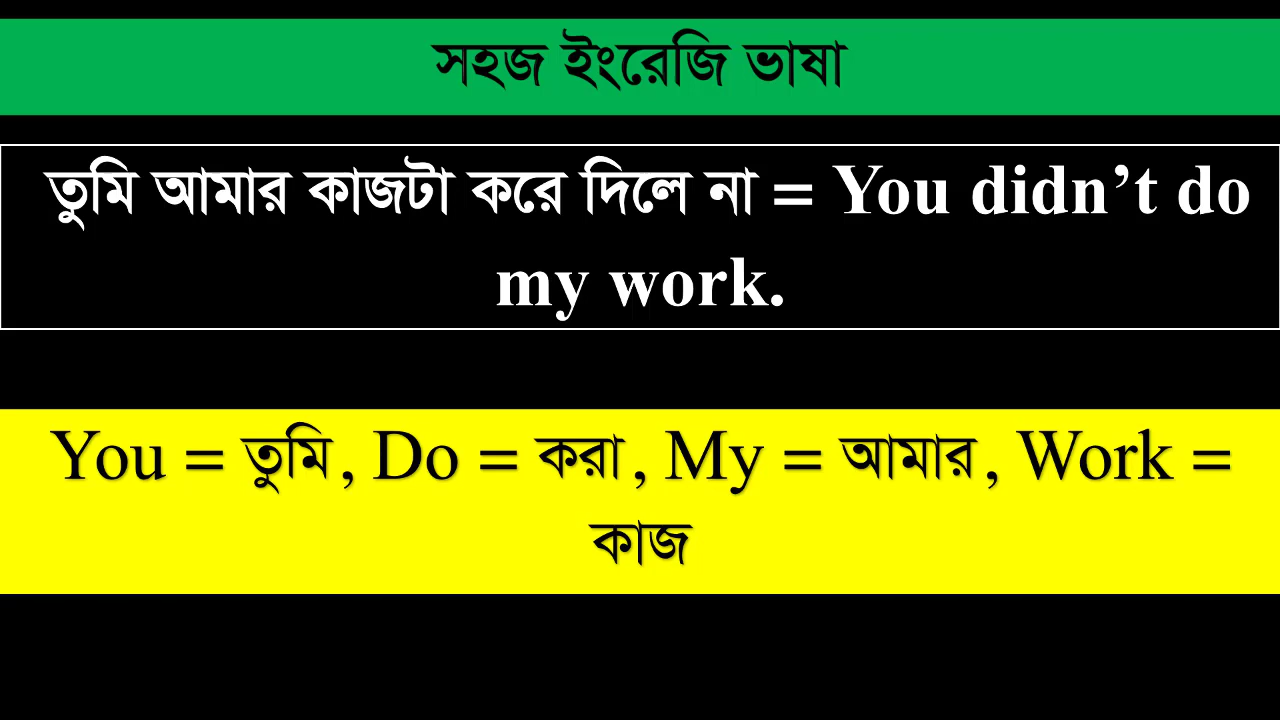 সহজ ইংরেজি ভাষা
তুমি আমার কাজটা করে দিলে না = You didn’t do
my work.
You = তুমি, Do = করা, My = আমার, Work =
কাজ